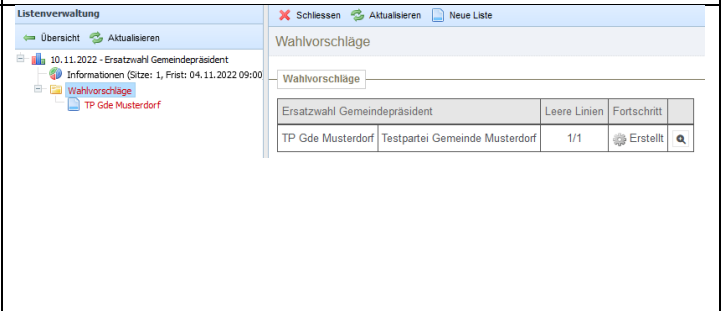 Listenverwaltung
Übersicht Aktualisieren
10.11.2022 - Ersatzwahl Gemeindepräsident
Informationen (Sitze: 1, Frist: 04.11.2022 09:00
Wahlvorschläge
TP Gde Musterdorf
Schliessen Aktualisieren Neue Liste
Wahlvorschläge
Wahlvorschläge
Ersatzwahl Gemeindepräsident Leere Linien Fortschritt
TP Gde Musterdorf Testpartei Gemeinde Musterdorf 1/1 Erstellt